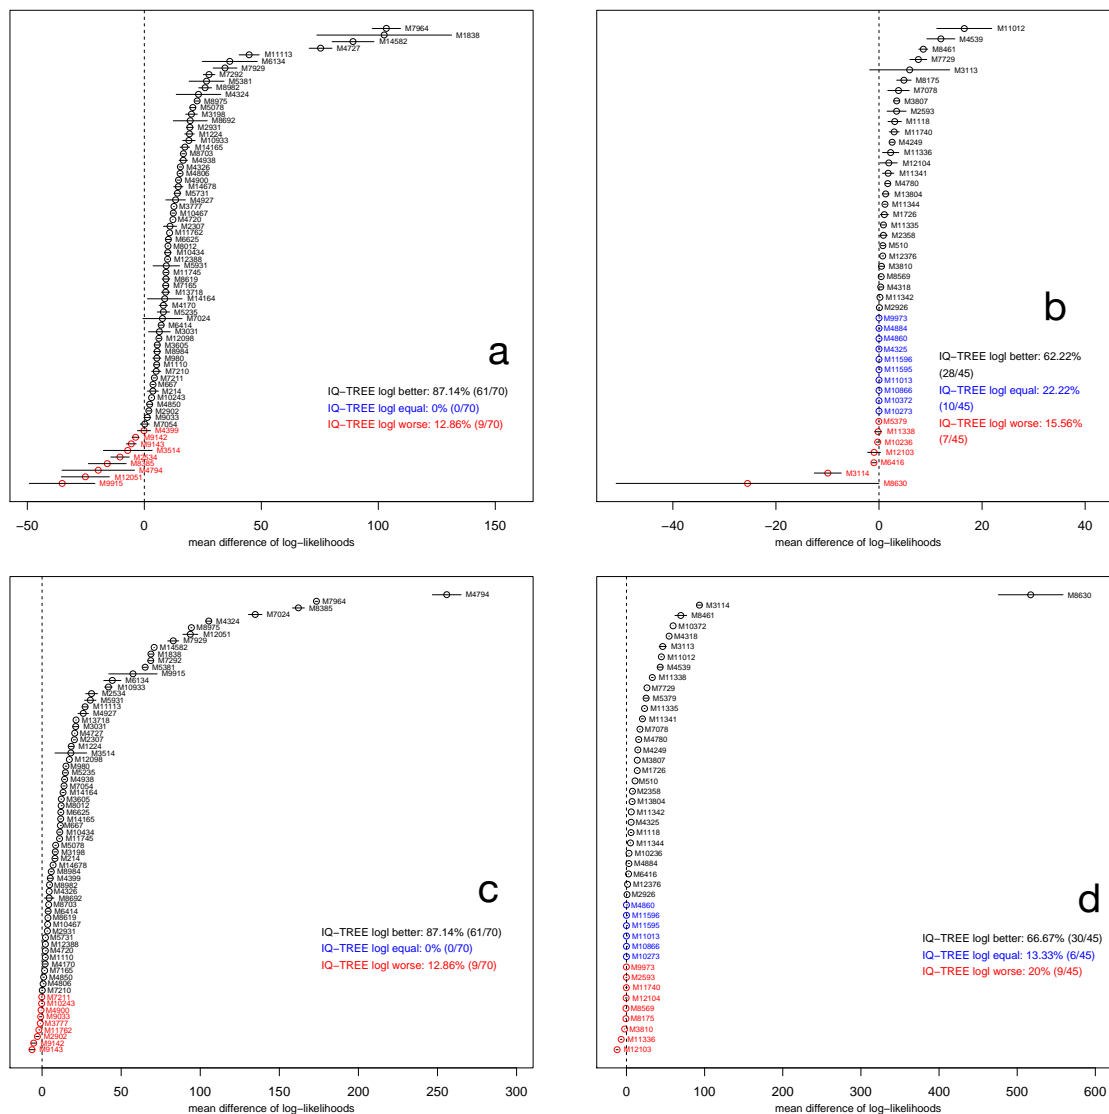 M7964
M1838
M14582
M4727
M11113
M6134
M7929
M7292
M5381
M8982
M4324
M8975
M5078
M3198
M8692
M2931
M1224
M10933
M14165
M8703
M4938
M4326
M4806
M4900
M14678
M5731
M4927
M3777
M10467
M4720
M2307
M11762
M6625
M8012
M10434
M12388
M5931
M11745
M8619
M7165
M13718
M14164
M4170
M5235
M7024
M6414
M3031
M12098
M3605
M8984
M980
M1110
M7210
M7211
M667
M214
M10243
M4850
M2902
M9033
M7054
M4399
M9142
M9143
M3514
M2534
M8385
M4794
M12051
M9915
a
IQ−TREE logl better: 87.14% (61/70)
IQ−TREE logl equal: 0% (0/70)
IQ−TREE logl worse: 12.86% (9/70)
−50 0 50 100 150
mean difference of log−likelihoods
M11012
M4539
M8461
M7729
M3113
M8175
M7078
M3807
M2593
M1118
M11740
M4249
M11336
M12104
M11341
M4780
M13804
M11344
M1726
M11335
M2358
M510
M12376
M3810
M8569
M4318
M11342
M2926
M9973
M4884
M4860
M4325
M11596
M11595
M11013
M10866
M10372
M10273
M5379
M11338
M10236
M12103
M6416
M3114
M8630
b
IQ−TREE logl better: 62.22%
(28/45)
IQ−TREE logl equal: 22.22%
(10/45)
IQ−TREE logl worse: 15.56%
(7/45)
−40 −20 0 20 40
mean difference of log−likelihoods
M4794
M7964
M8385
M7024
M4324
M8975
M12051
M7929
M14582
M1838
M7292
M5381
M9915
M6134
M10933
M2534
M5931
M11113
M4927
M13718
M3031
M4727
M2307
M1224
M3514
M12098
M980
M5235
M4938
M7054
M14164
M3605
M8012
M6625
M14165
M667
M10434
M11745
M5078
M3198
M214
M14678
M8984
M4399
M8982
M4326
M8692
M8703
M6414
M8619
M10467
M2931
M5731
M12388
M4720
M1110
M4170
M7165
M4850
M4806
M7210
M7211
M10243
M4900
M9033
M3777
M11762
M2902
M9142
M9143
c
IQ−TREE logl better: 87.14% (61/70)
IQ−TREE logl equal: 0% (0/70)
IQ−TREE logl worse: 12.86% (9/70)
0 50 100 150 200 250 300
mean difference of log−likelihoods
M8630
M3114
M8461
M10372
M4318
M3113
M11012
M4539
M11338
M7729
M5379
M11335
M11341
M7078
M4780
M4249
M3807
M1726
M510
M2358
M13804
M11342
M4325
M1118
M11344
M10236
M4884
M6416
M12376
M2926
M4860
M11596
M11595
M11013
M10866
M10273
M9973
M2593
M11740
M12104
M8569
M8175
M3810
M11336
M12103
d
IQ−TREE logl better: 66.67% (30/45)
IQ−TREE logl equal: 13.33% (6/45)
IQ−TREE logl worse: 20% (9/45)
0 100 200 300 400 500 600
mean difference of log−likelihoods